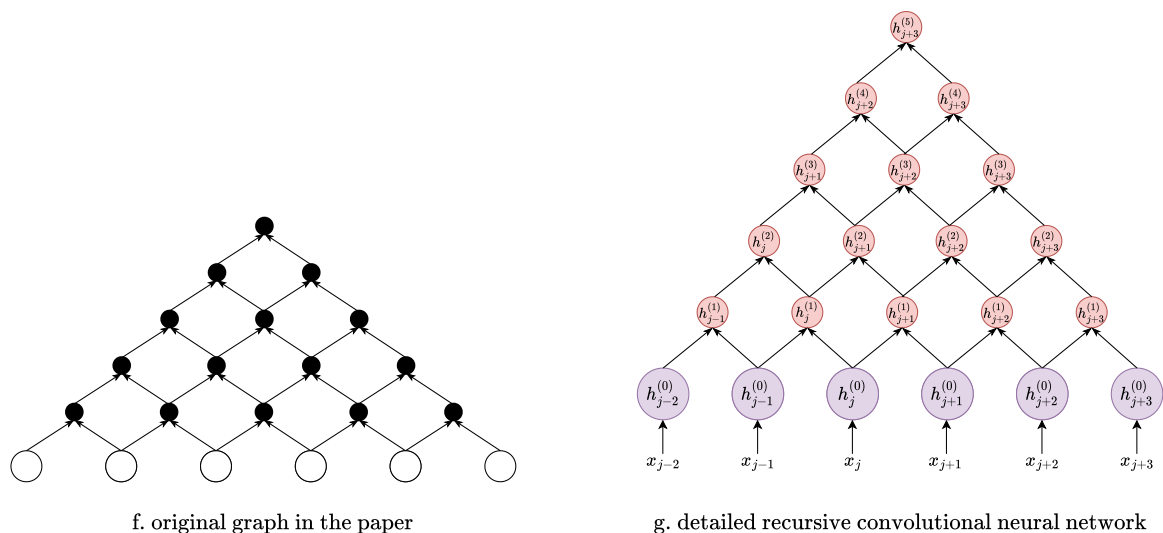 h_{j+3}^{(5)}
h_{j+2}^{(4)} h_{j+3}^{(4)}
h_{j+1}^{(3)} h_{j+2}^{(3)} h_{j+3}^{(3)}
h_{j}^{(2)} h_{j+1}^{(2)} h_{j+2}^{(2)} h_{j+3}^{(2)}
h_{j-1}^{(1)} h_{j}^{(1)} h_{j+1}^{(1)} h_{j+2}^{(1)} h_{j+3}^{(1)}
h_{j-2}^{(0)} h_{j-1}^{(0)} h_{j}^{(0)} h_{j+1}^{(0)} h_{j+2}^{(0)} h_{j+3}^{(0)}
x_{j-2} x_{j-1} x_{j} x_{j+1} x_{j+2} x_{j+3}
f. original graph in the paper
g. detailed recursive convolutional neural network